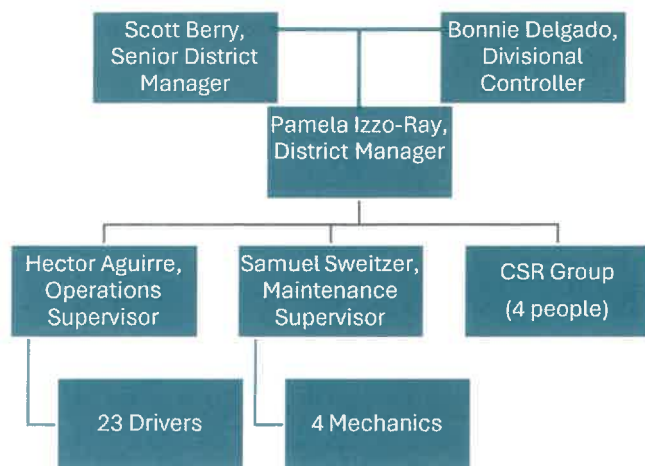 Scott Berry,
Senior District
Manager
Bonnie Delgado,
Divisional
Controller
Pamela Izzo-Ray,
District Manager
Hector Aguirre,
Operations
Supervisor
Samuel Sweitzer,
Maintenance
Supervisor
CSR Group
(4 people)
23 Drivers
4 Mechanics